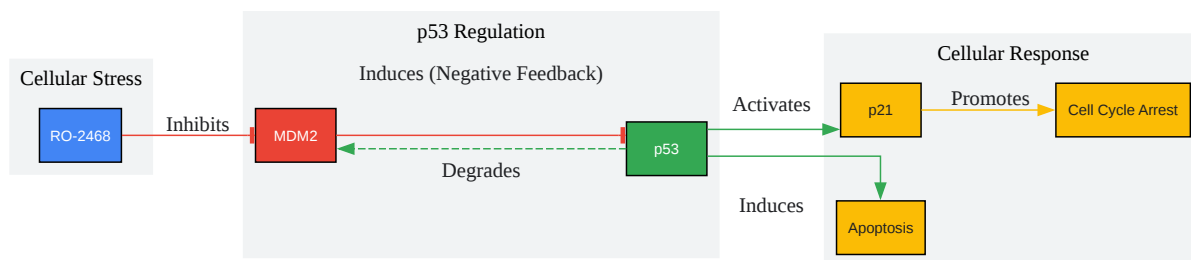 p53 Regulation
Cellular Stress
Induces (Negative Feedback)
Cellular Response
RO-2468
Inhibits
MDM2
Degrades
p53
Activates
p21
Promotes
Cell Cycle Arrest
Induces
Apoptosis